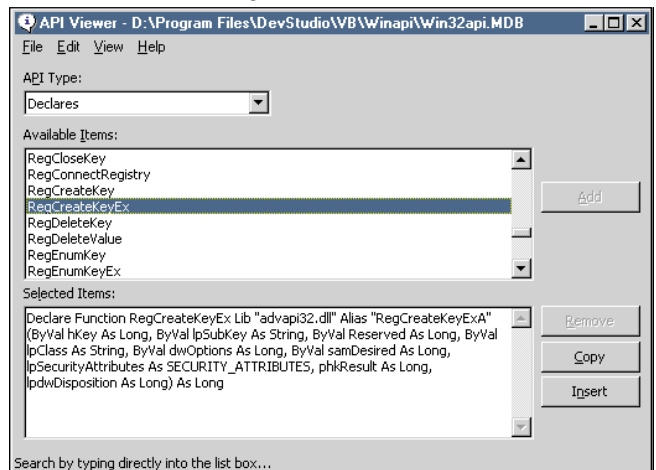 API Viewer - D:\Program Files\DevStudio\VB\Winapi\Win32api.MDB
File Edit View Help
API Type:
Declares
Available Items:
RegCloseKey
RegConnectRegistry
RegCreateKey
RegCreateKeyEx
RegDeleteKey
RegDeleteValue
RegEnumKey
RegEnumKeyEx
Add
Selected Items:
Declare Function RegCreateKeyEx Lib "advapi32.dll" Alias "RegCreateKeyExA"
(ByVal hKey As Long, ByVal lpSubKey As String, ByVal Reserved As Long, ByVal
lpClass As String, ByVal dwOptions As Long, ByVal samDesired As Long,
lpSecurityAttributes As SECURITY_ATTRIBUTES, phkResult As Long,
lpdwDisposition As Long) As Long
Remove
Copy
Insert
Search by typing directly into the list box...